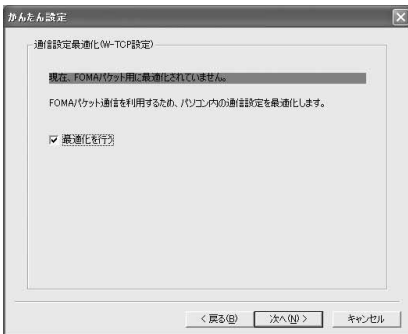 かんたん設定
通信設定最適化(W-TCP設定)
現在、FOMAパケット用に最適化されていません。
FOMAパケット通信を利用するため、パソコン内の通信設定を最適化します。
最適化を行う
< 戻る(B)
次へ(N) >
キャンセル